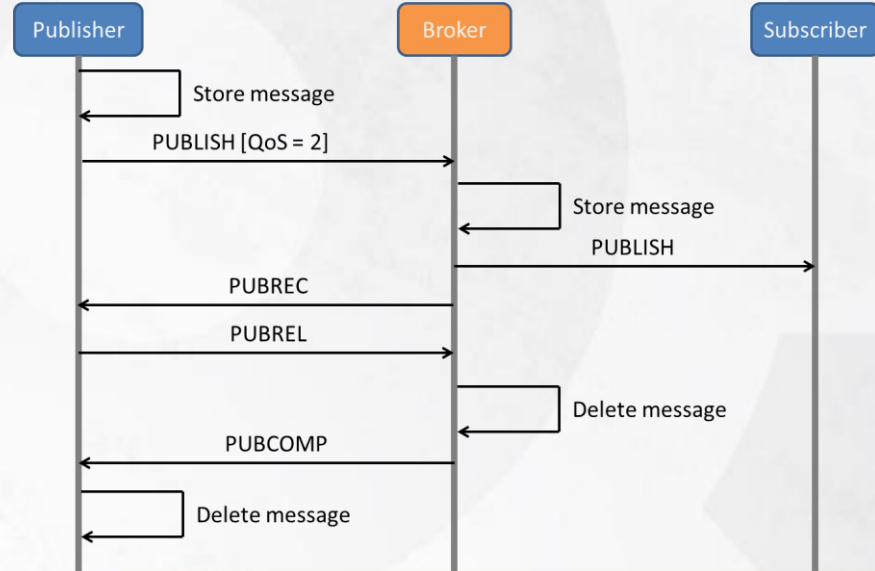 Publisher
Broker
Subscriber
Store message
PUBLISH [QoS = 2]
Store message
PUBLISH
PUBREC
PUBREL
Delete message
PUBCOMP
Delete message